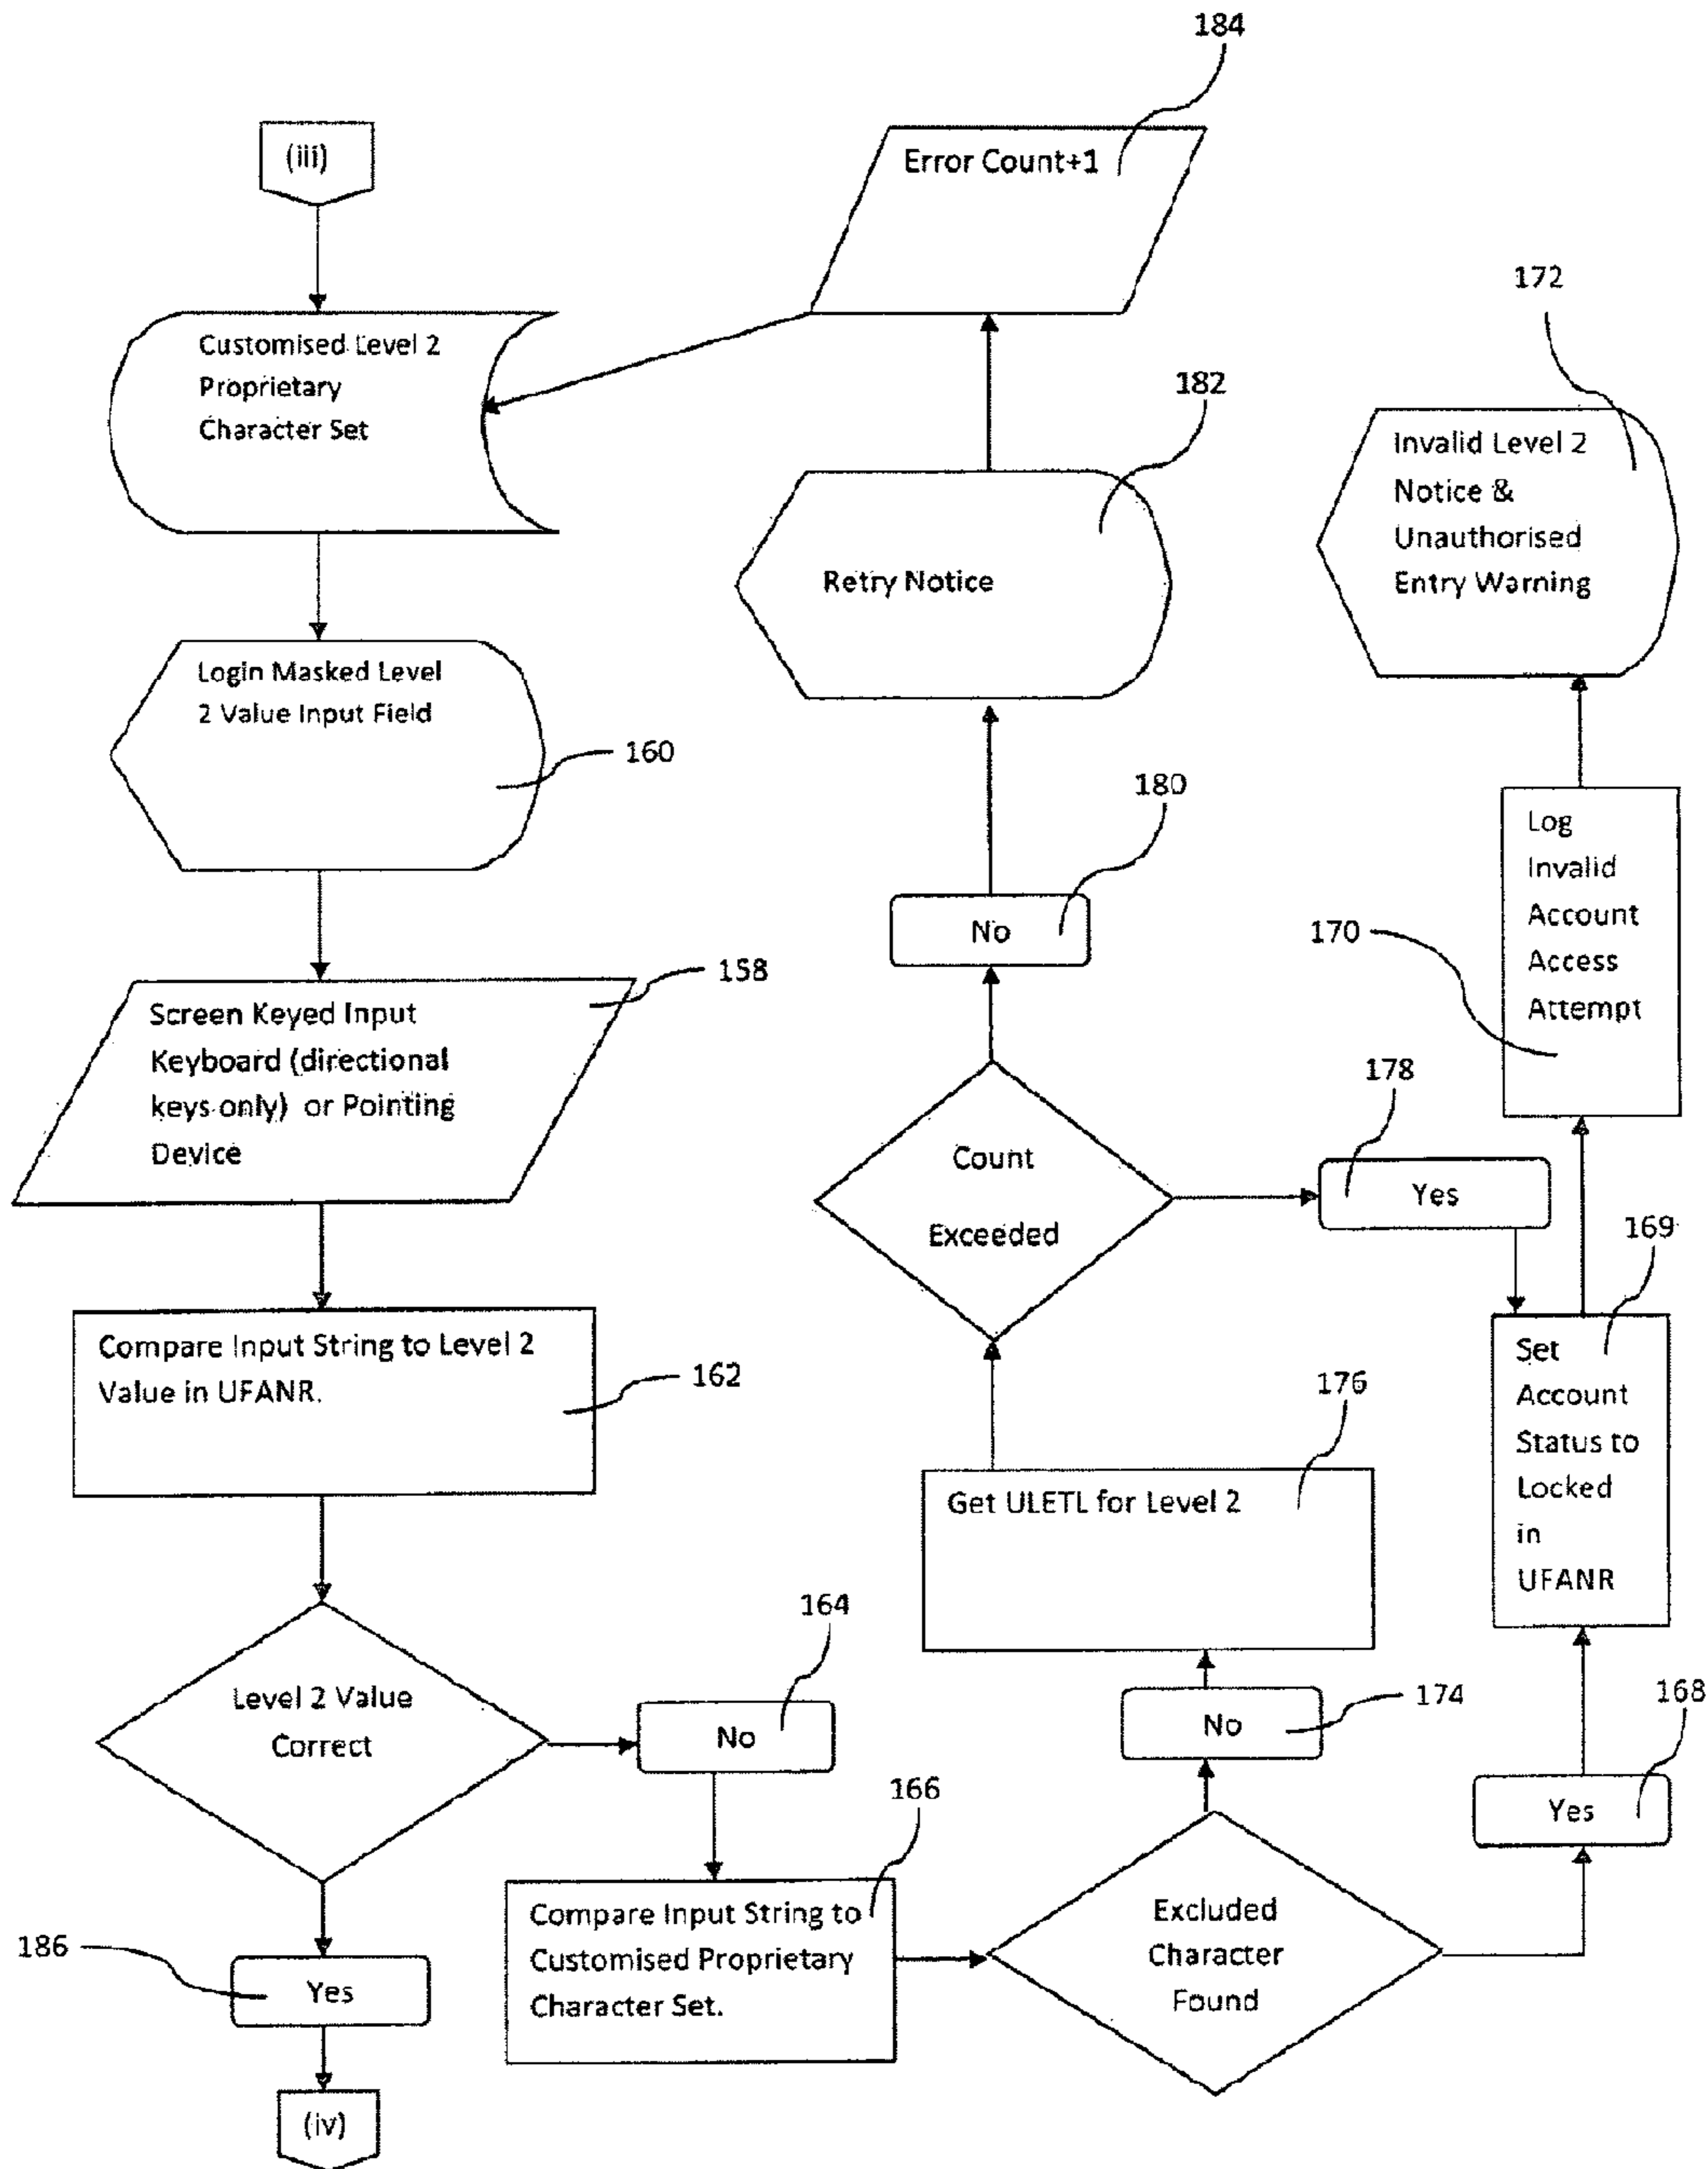 184
(iii)
Error Count+1
172
Customised Level 2
Proprietary
Character Set
182
Invalid Level 2
Notice &
Unauthorised
Entry Warning
Retry Notice
Login Masked Level
2 Value Input Field
160
180
Log
Invalid
Account
Access
Attempt
No
170
158
Screen Keyed Input
Keyboard (directional
keys only) or Pointing
Device
178
Count
Exceeded
Yes
169
Compare Input String to Level 2
Value in UFANR.
162
Set
Account
Status to
Locked
in
UFANR
176
Get ULETL for Level 2
164
Level 2 Value
Correct
No
No
174
168
166
Yes
Compare Input String to
Customised Proprietary
Character Set.
Excluded
Character
Found
186
Yes
(iv)